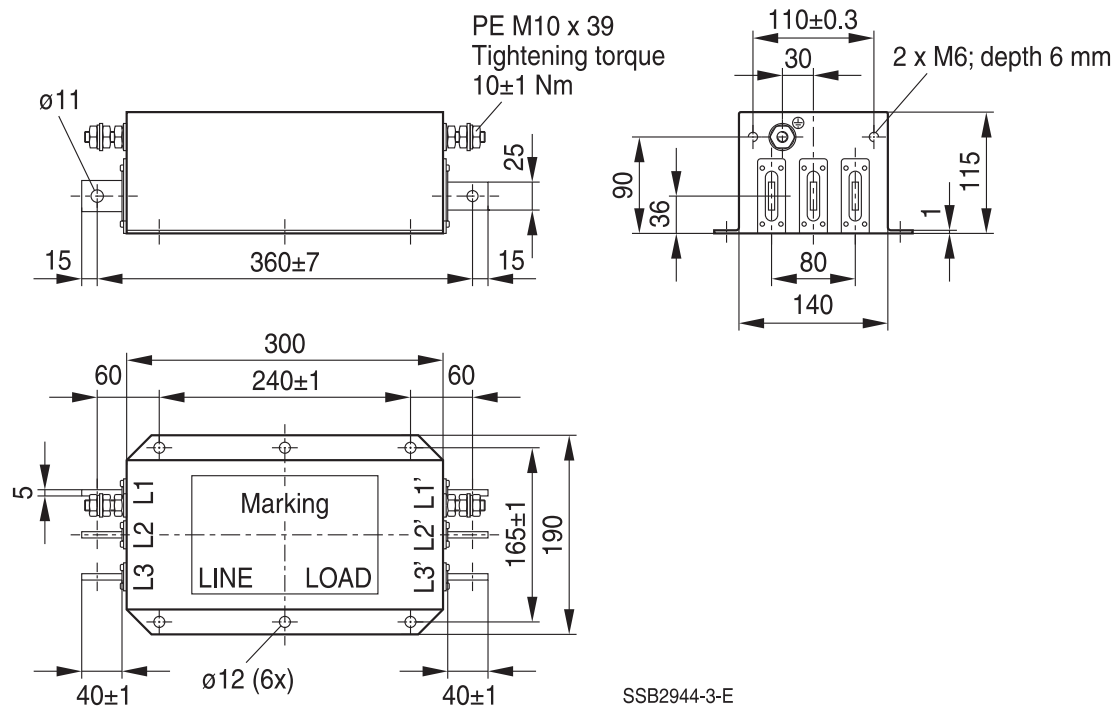 PE M10 x 39
Tightening torque
10±1 Nm
ø11
25
15
360±7
15
110±0.3
30
2 x M6; depth 6 mm
90
36
115
1
80
140
300
60
240±1
60
5
L1
L2
L3
Marking
LINE LOAD
L1’
L2’
L3’
165±1
190
40±1
ø12 (6x)
40±1
SSB2944-3-E